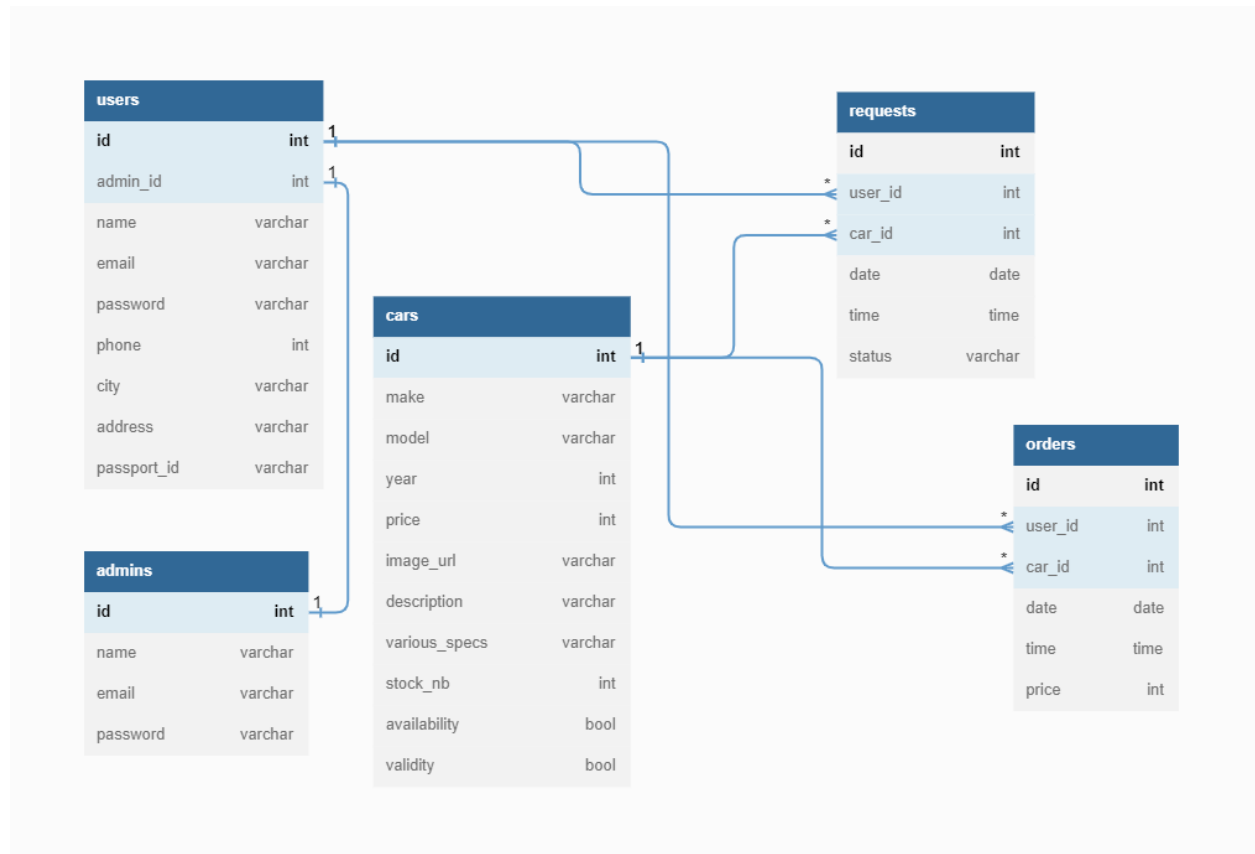 users
id int
admin_id int
name varchar
email varchar
password varchar
phone int
city varchar
address varchar
passport_id varchar
admins
id int
name varchar
email varchar
password varchar
cars
id int
make varchar
model varchar
year int
price int
image_url varchar
description varchar
various_specs varchar
stock_nb int
availability bool
validity bool
requests
id int
user_id int
car_id int
date date
time time
status varchar
orders
id int
user_id int
car_id int
date date
time time
price int
1
1
1
1
*
*
*
*